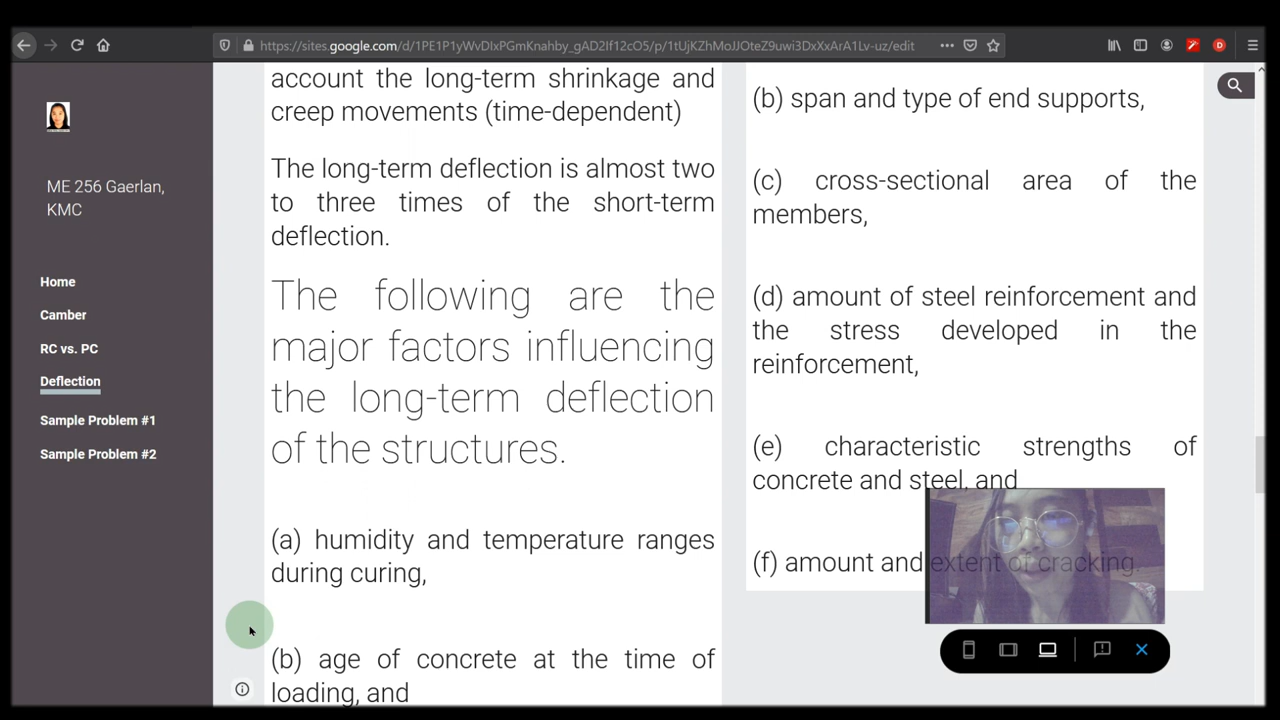 https://sites.google.com/d/1PE1P1yWvDIxPGmKnahby_gAD2If12cO5/p/1tUjKZhMoJJOteZ9uwi3DxXxArA1Lv-uz/edit
D
ME 256 Gaerlan,
KMC
Home
Camber
RC vs. PC
Deflection
Sample Problem #1
Sample Problem #2
account the long-term shrinkage and
creep movements (time-dependent)
The long-term deflection is almost two
to three times of the short-term
deflection.
The following are the
major factors influencing
the long-term deflection
of the structures.
(a) humidity and temperature ranges
during curing,
(b) age of concrete at the time of
loading, and
(b) span and type of end supports,
(c) cross-sectional area of the
members,
(d) amount of steel reinforcement and
the stress developed in the
reinforcement,
(e) characteristic strengths of
concrete and steel, and
(f) amount and extent of cracking.